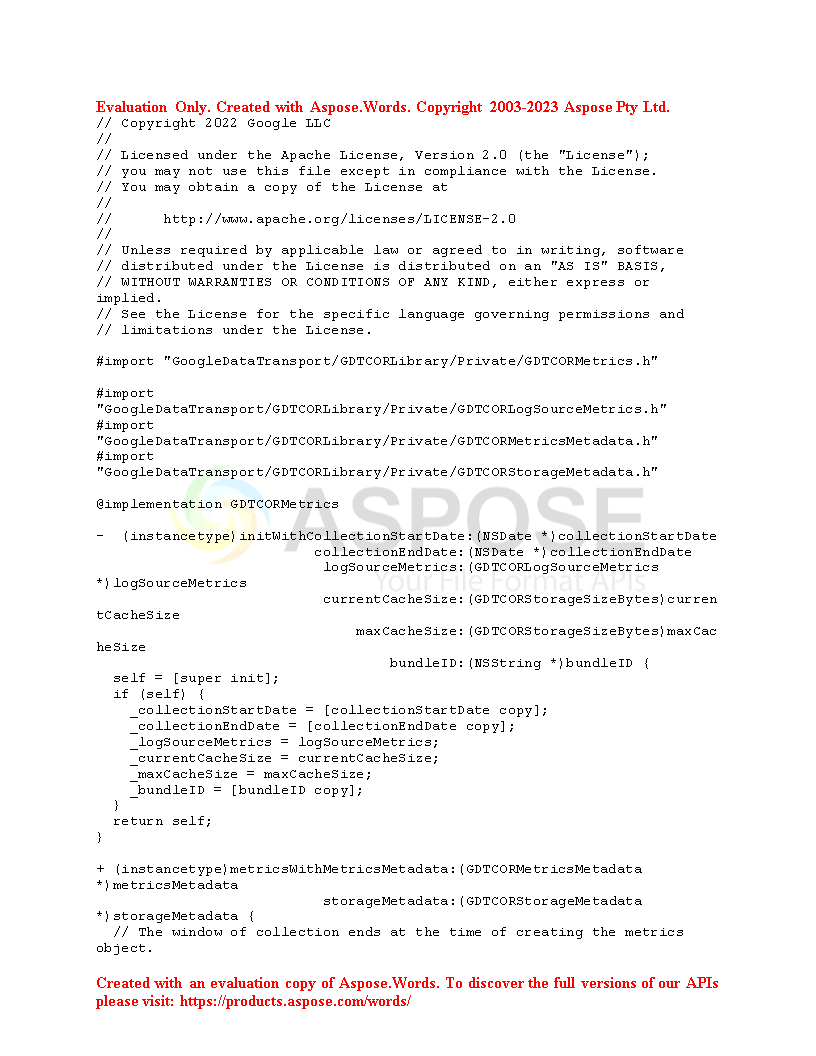 Evaluation Only. Created with Aspose.Words. Copyright 2003-2023 Aspose Pty Ltd.
// Copyright 2022 Google LLC
//
// Licensed under the Apache License, Version 2.0 (the "License");
// you may not use this file except in compliance with the License.
// You may obtain a copy of the License at
//
//      http://www.apache.org/licenses/LICENSE-2.0
//
// Unless required by applicable law or agreed to in writing, software
// distributed under the License is distributed on an "AS IS" BASIS,
// WITHOUT WARRANTIES OR CONDITIONS OF ANY KIND, either express or
implied.
// See the License for the specific language governing permissions and
// limitations under the License.

#import "GoogleDataTransport/GDTCORLibrary/Private/GDTCORMetrics.h"

#import
"GoogleDataTransport/GDTCORLibrary/Private/GDTCORLogSourceMetrics.h"
#import
"GoogleDataTransport/GDTCORLibrary/Private/GDTCORMetricsMetadata.h"
#import
"GoogleDataTransport/GDTCORLibrary/Private/GDTCORStorageMetadata.h"

@implementation GDTCORMetrics
ASPOSE
-  (instancetype)initWithCollectionStartDate:(NSDate *)collectionStartDate
                          collectionEndDate:(NSDate *)collectionEndDate
                           logSourceMetrics:(GDTCORLogSourceMetrics
Your File Format APIs
*)logSourceMetrics
                           currentCacheSize:(GDTCORStorageSizeBytes)curren
tCacheSize
                               maxCacheSize:(GDTCORStorageSizeBytes)maxCac
heSize
                                   bundleID:(NSString *)bundleID {
  self = [super init];
  if (self) {
    _collectionStartDate = [collectionStartDate copy];
    _collectionEndDate = [collectionEndDate copy];
    _logSourceMetrics = logSourceMetrics;
    _currentCacheSize = currentCacheSize;
    _maxCacheSize = maxCacheSize;
    _bundleID = [bundleID copy];
  }
  return self;
}

+ (instancetype)metricsWithMetricsMetadata:(GDTCORMetricsMetadata
*)metricsMetadata
                           storageMetadata:(GDTCORStorageMetadata
*)storageMetadata {
  // The window of collection ends at the time of creating the metrics
object.

Created with an evaluation copy of Aspose.Words. To discover the full versions of our APIs
please visit: https://products.aspose.com/words/